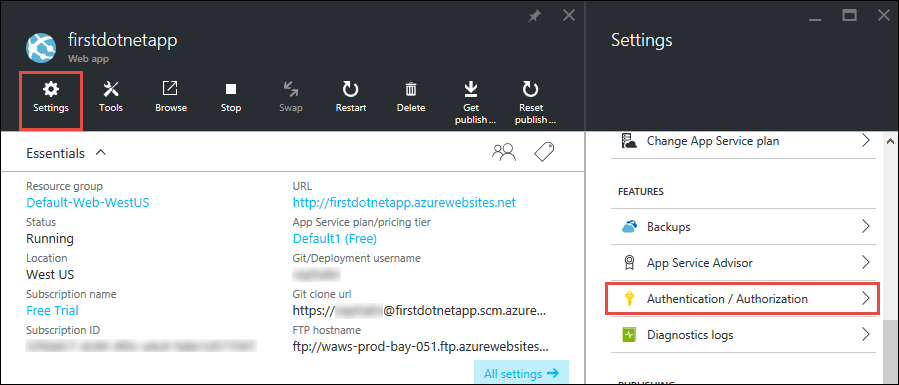 firstdotnetapp
Web app
Settings
Tools
Browse
Stop
Swap
Restart
Delete
Get publish ...
Reset publish...
Essentials
Resource group
Default-Web-WestUS
Status
Running
Location
West US
Subscription name
Free Trial
Subscription ID
URL
http://firstdotnetapp.azurewebsites.net
App Service plan/pricing tier
Default1 (Free)
Git/Deployment username
Git clone url
https://@firstdotnetapp.scm.azure...
FTP hostname
ftp://waws-prod-bay-051.ftp.azurewebsites...
All settings
Settings
Change App Service plan
FEATURES
Backups
App Service Advisor
Authentication / Authorization
Diagnostics logs